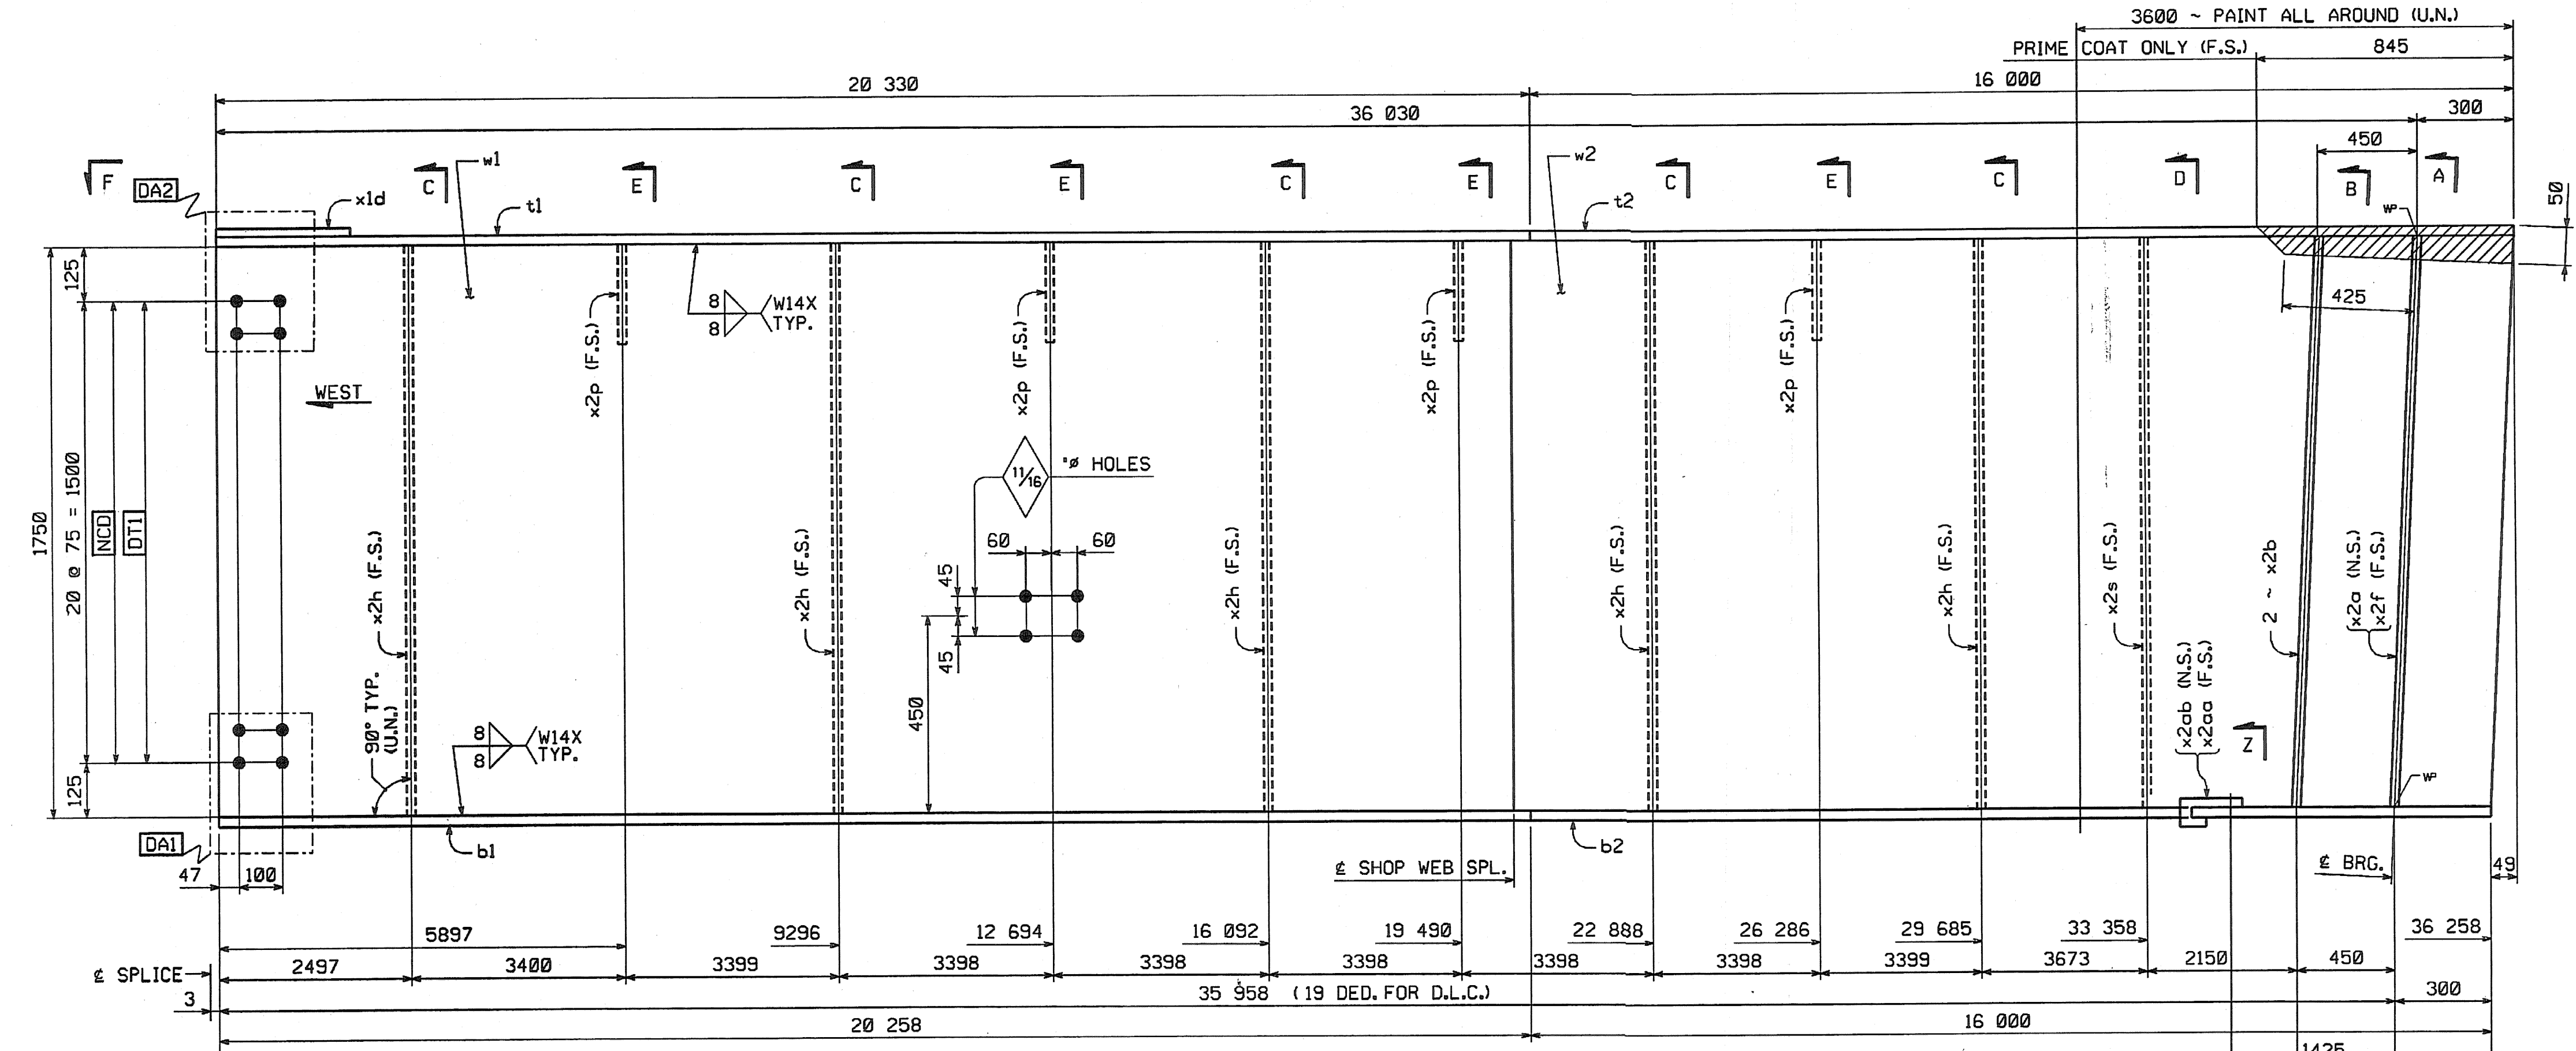 3600 ~ PAINT ALL AROUND (U.N.)
PRIME COAT ONLY (F.S.)
845
20 330
16 000
36 030
300
450
50
F
DA2
x1d
C
w1
t1
E
C
E
C
E
w2
t2
C
E
C
D
B
A
WP
425
125
1750
20 @ 75 = 1500
NCD
DT1
125
WEST
8
8
W14X
TYP.
x2p (F.S.)
x2p (F.S.)
x2p (F.S.)
x2p (F.S.)
11/16 "ø HOLES
60
60
45
45
450
x2h (F.S.)
90° TYP.
(U.N.)
8
8
W14X
TYP.
x2h (F.S.)
x2h (F.S.)
x2h (F.S.)
x2h (F.S.)
x2s (F.S.)
x2ab (N.S.)
x2aa (F.S.)
Z
2 ~ x2b
x2a (N.S.)
x2f (F.S.)
WP
DA1
47
100
b1
b2
℄ SHOP WEB SPL.
℄ BRG.
49
5897
9296
12 694
16 092
19 490
22 888
26 286
29 685
33 358
36 258
℄ SPLICE
2497
3400
3399
3398
3398
3398
3398
3398
3399
3673
2150
450
3
35 958 (19 DED. FOR D.L.C.)
300
20 258
16 000
1425